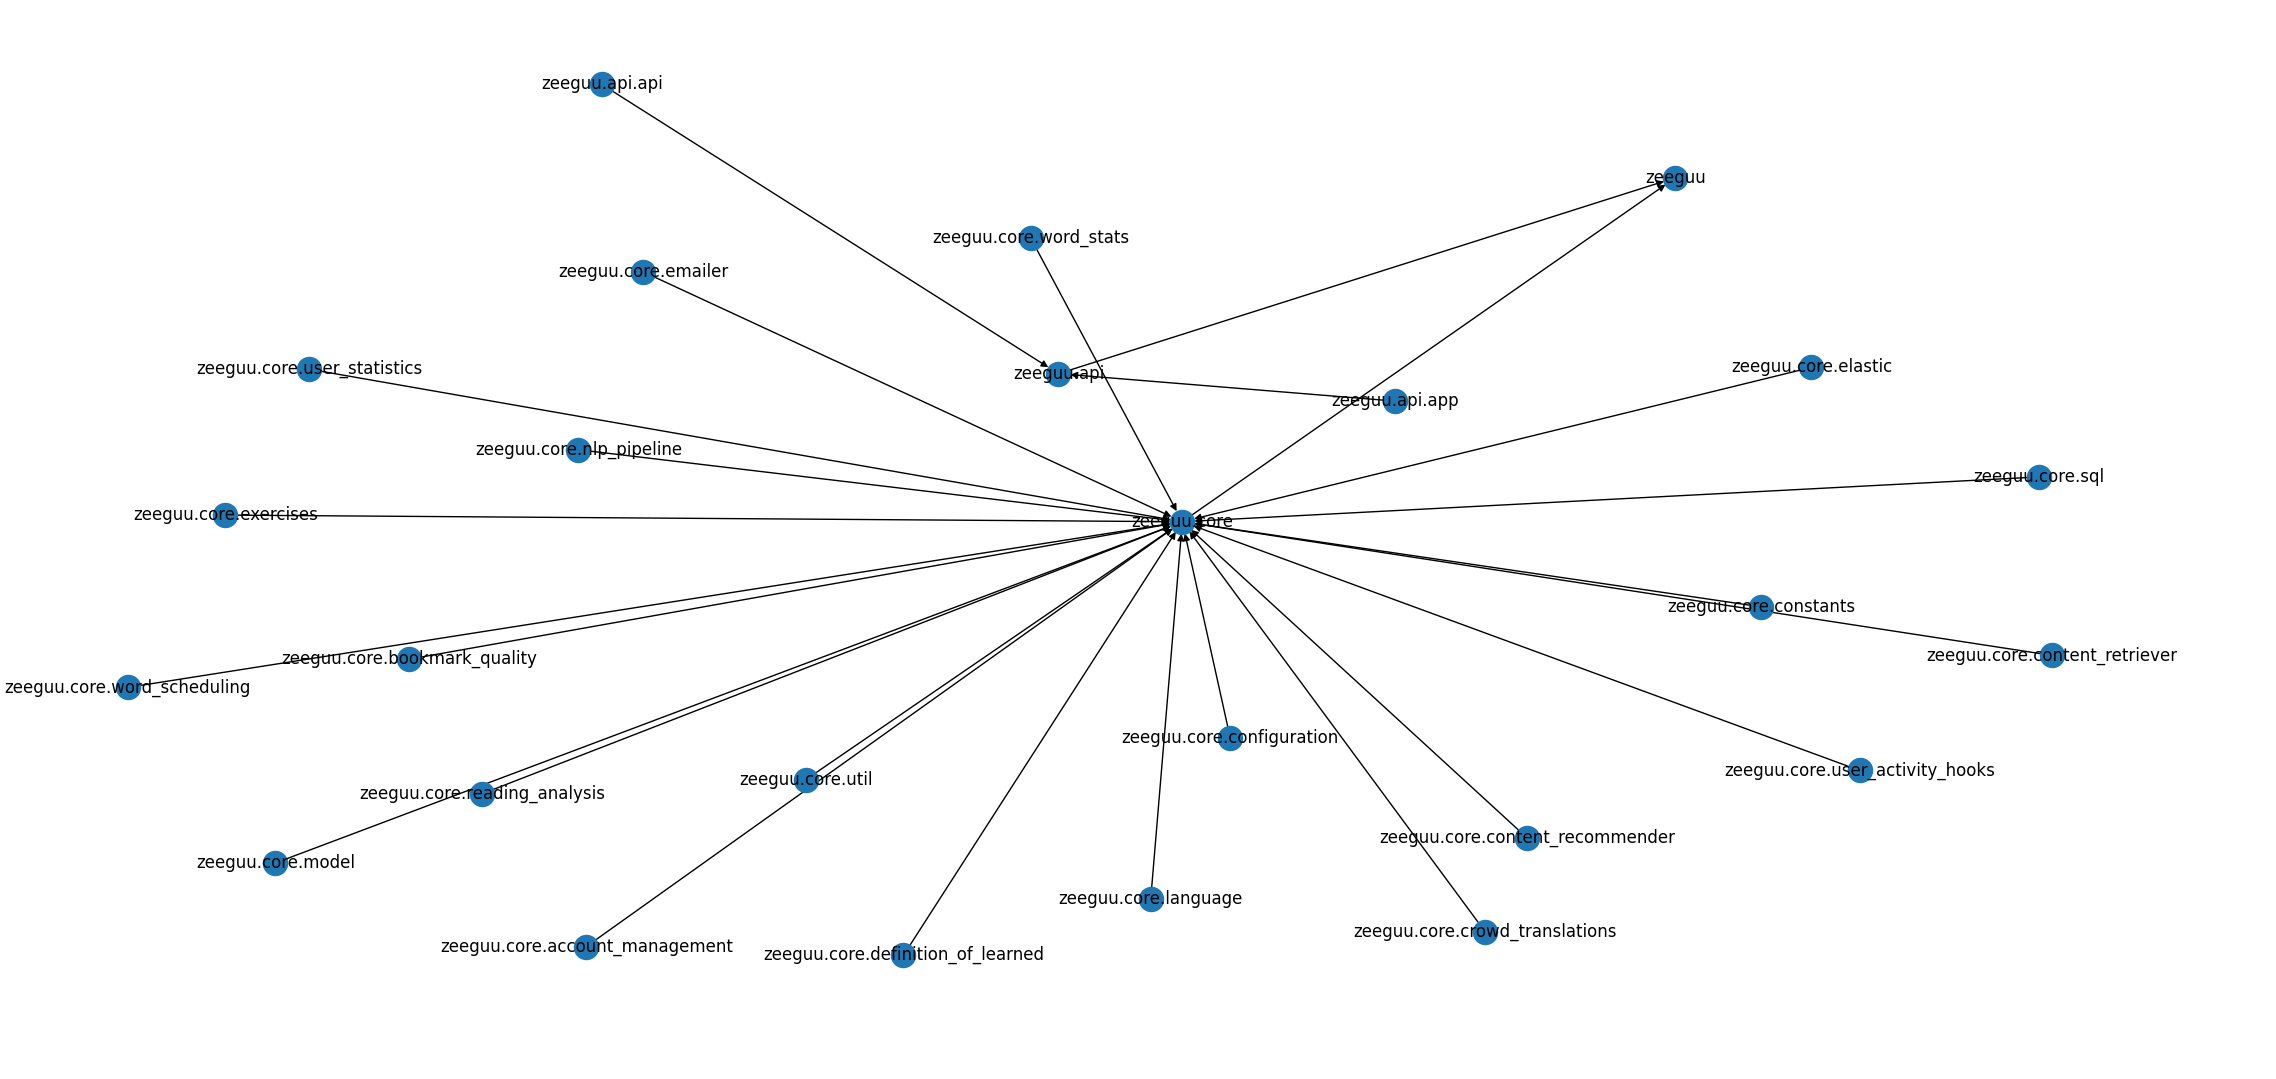 zeeguu.api.api
zeeguu
zeeguu.core.word_stats
zeeguu.core.emailer
zeeguu.core.user_statistics
zeeguu.api
zeeguu.core.elastic
zeeguu.api.app
zeeguu.core.nlp_pipeline
zeeguu.core.sql
zeeguu.core.exercises
zeeguu.core
zeeguu.core.constants
zeeguu.core.bookmark_quality
zeeguu.core.content_retriever
zeeguu.core.word_scheduling
zeeguu.core.configuration
zeeguu.core.user_activity_hooks
zeeguu.core.util
zeeguu.core.reading_analysis
zeeguu.core.content_recommender
zeeguu.core.model
zeeguu.core.language
zeeguu.core.crowd_translations
zeeguu.core.account_management
zeeguu.core.definition_of_learned